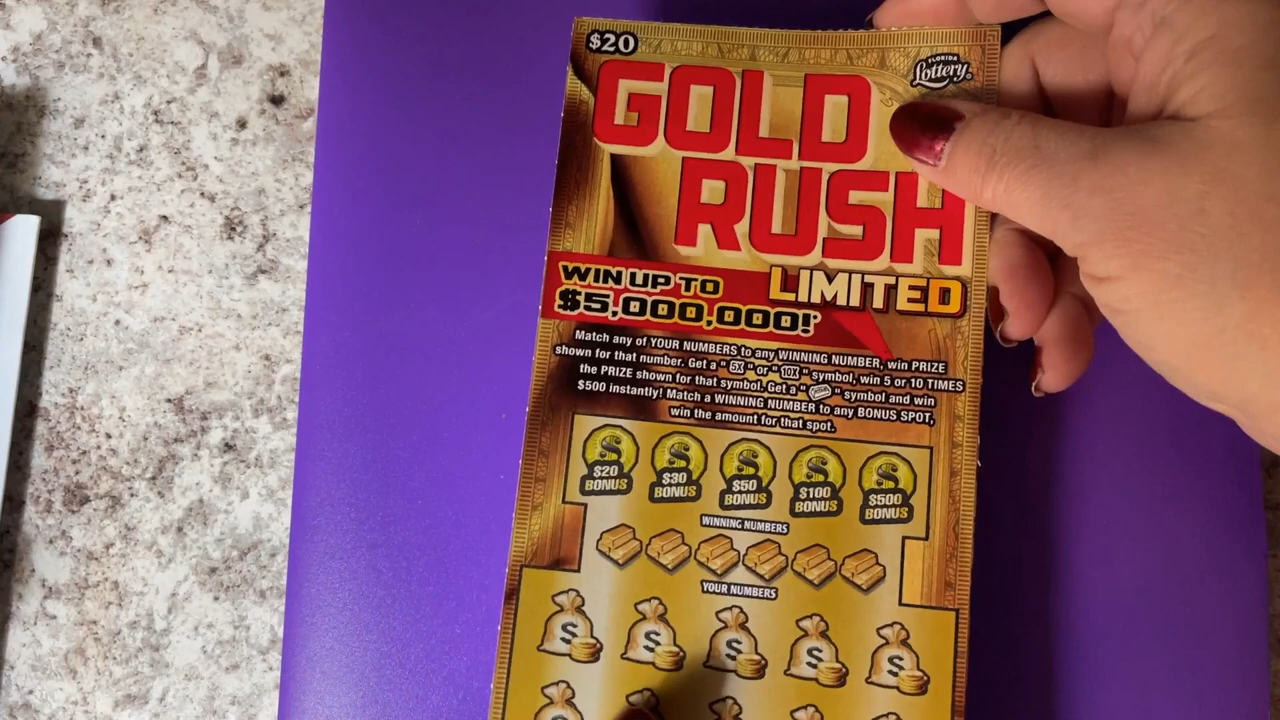 $20
FLORIDA
Lottery
GOLD
RUSH
LIMITED
WIN UP TO
$5,000,000!*
Match any of YOUR NUMBERS to any WINNING NUMBER, win PRIZE
shown for that number. Get a "5X" or "10X" symbol, win 5 or 10 TIMES
the PRIZE shown for that symbol. Get a " " symbol and win
$500 instantly! Match a WINNING NUMBER to any BONUS SPOT,
win the amount for that spot.
$20 BONUS
$30 BONUS
$50 BONUS
$100 BONUS
$500 BONUS
WINNING NUMBERS
YOUR NUMBERS